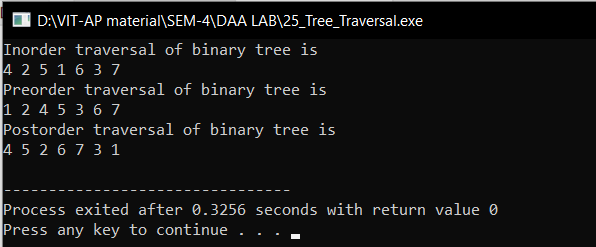 D:\VIT-AP material\SEM-4\DAA LAB\25_Tree_Traversal.exe
Inorder traversal of binary tree is
4 2 5 1 6 3 7
Preorder traversal of binary tree is
1 2 4 5 3 6 7
Postorder traversal of binary tree is
4 5 2 6 7 3 1
--------------------------------
Process exited after 0.3256 seconds with return value 0
Press any key to continue . . .